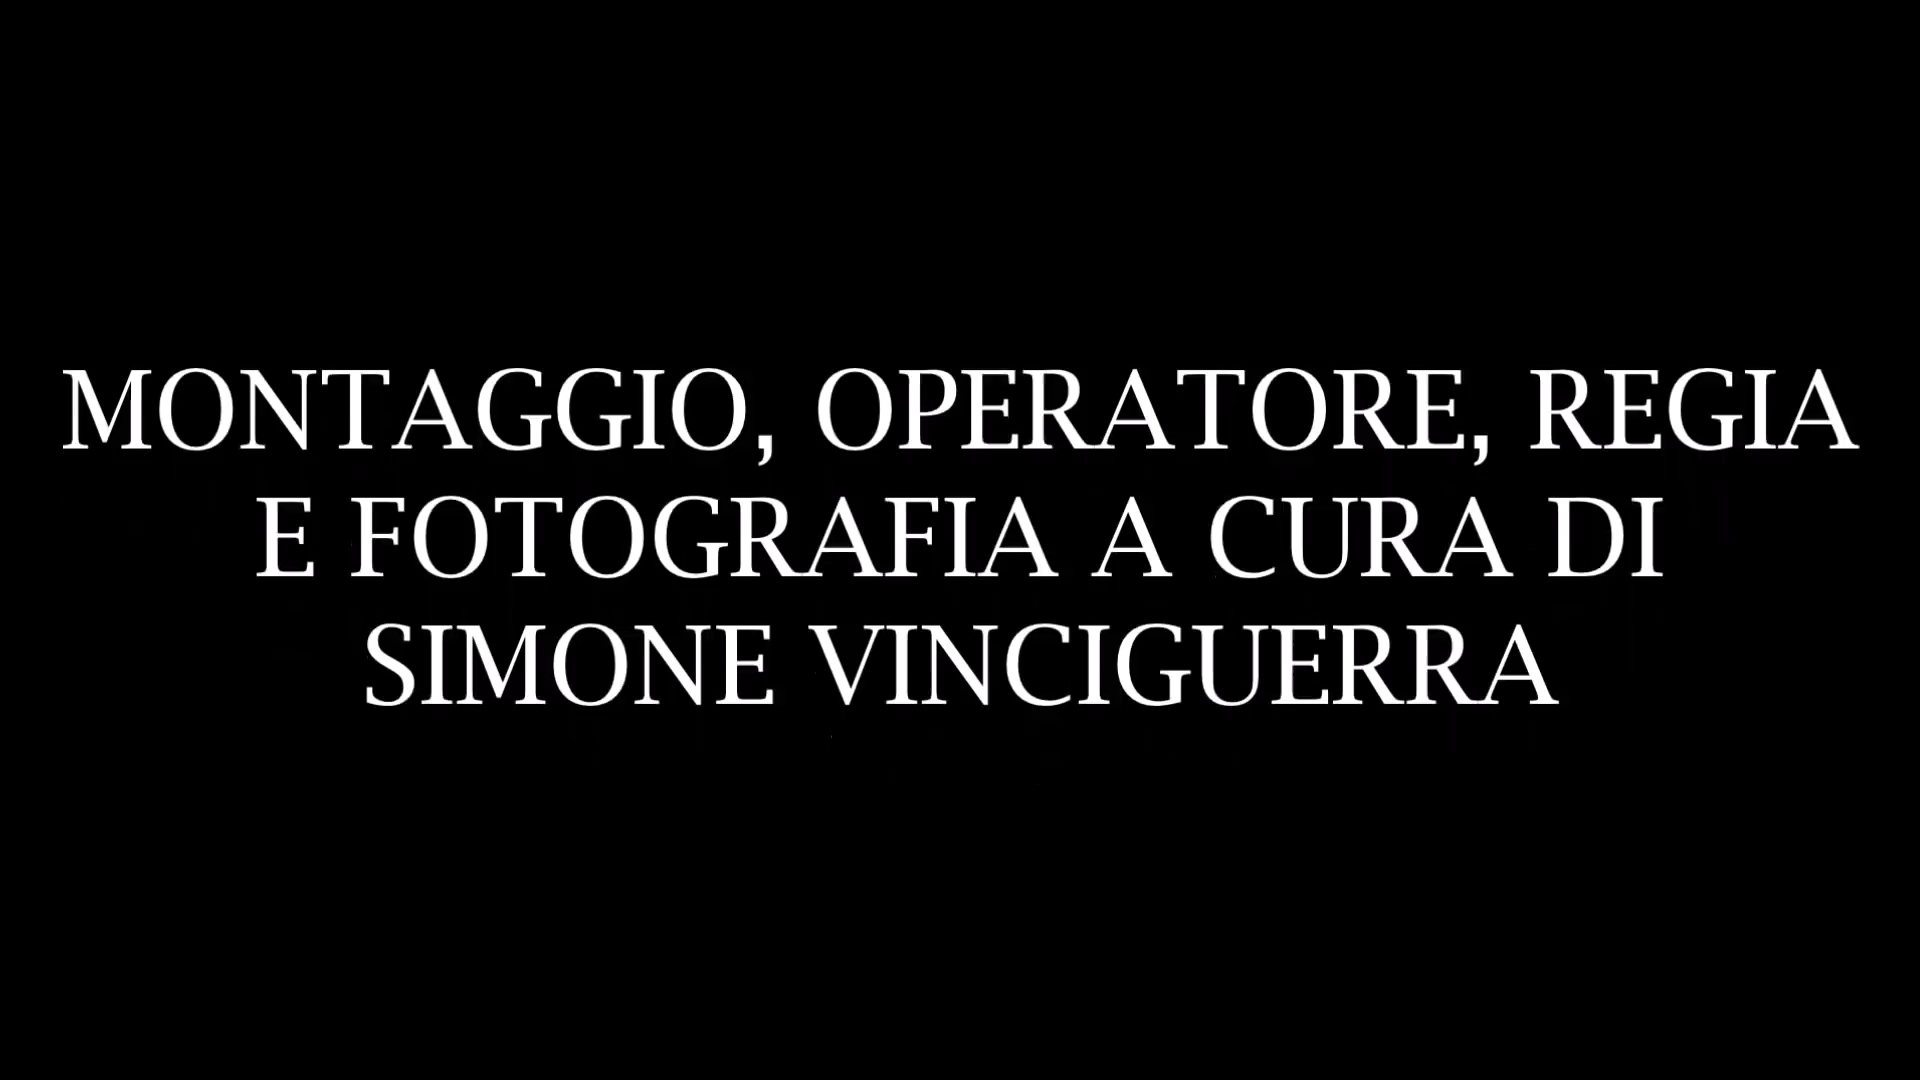 MONTAGGIO, OPERATORE, REGIA
E FOTOGRAFIA A CURA DI
SIMONE VINCIGUERRA